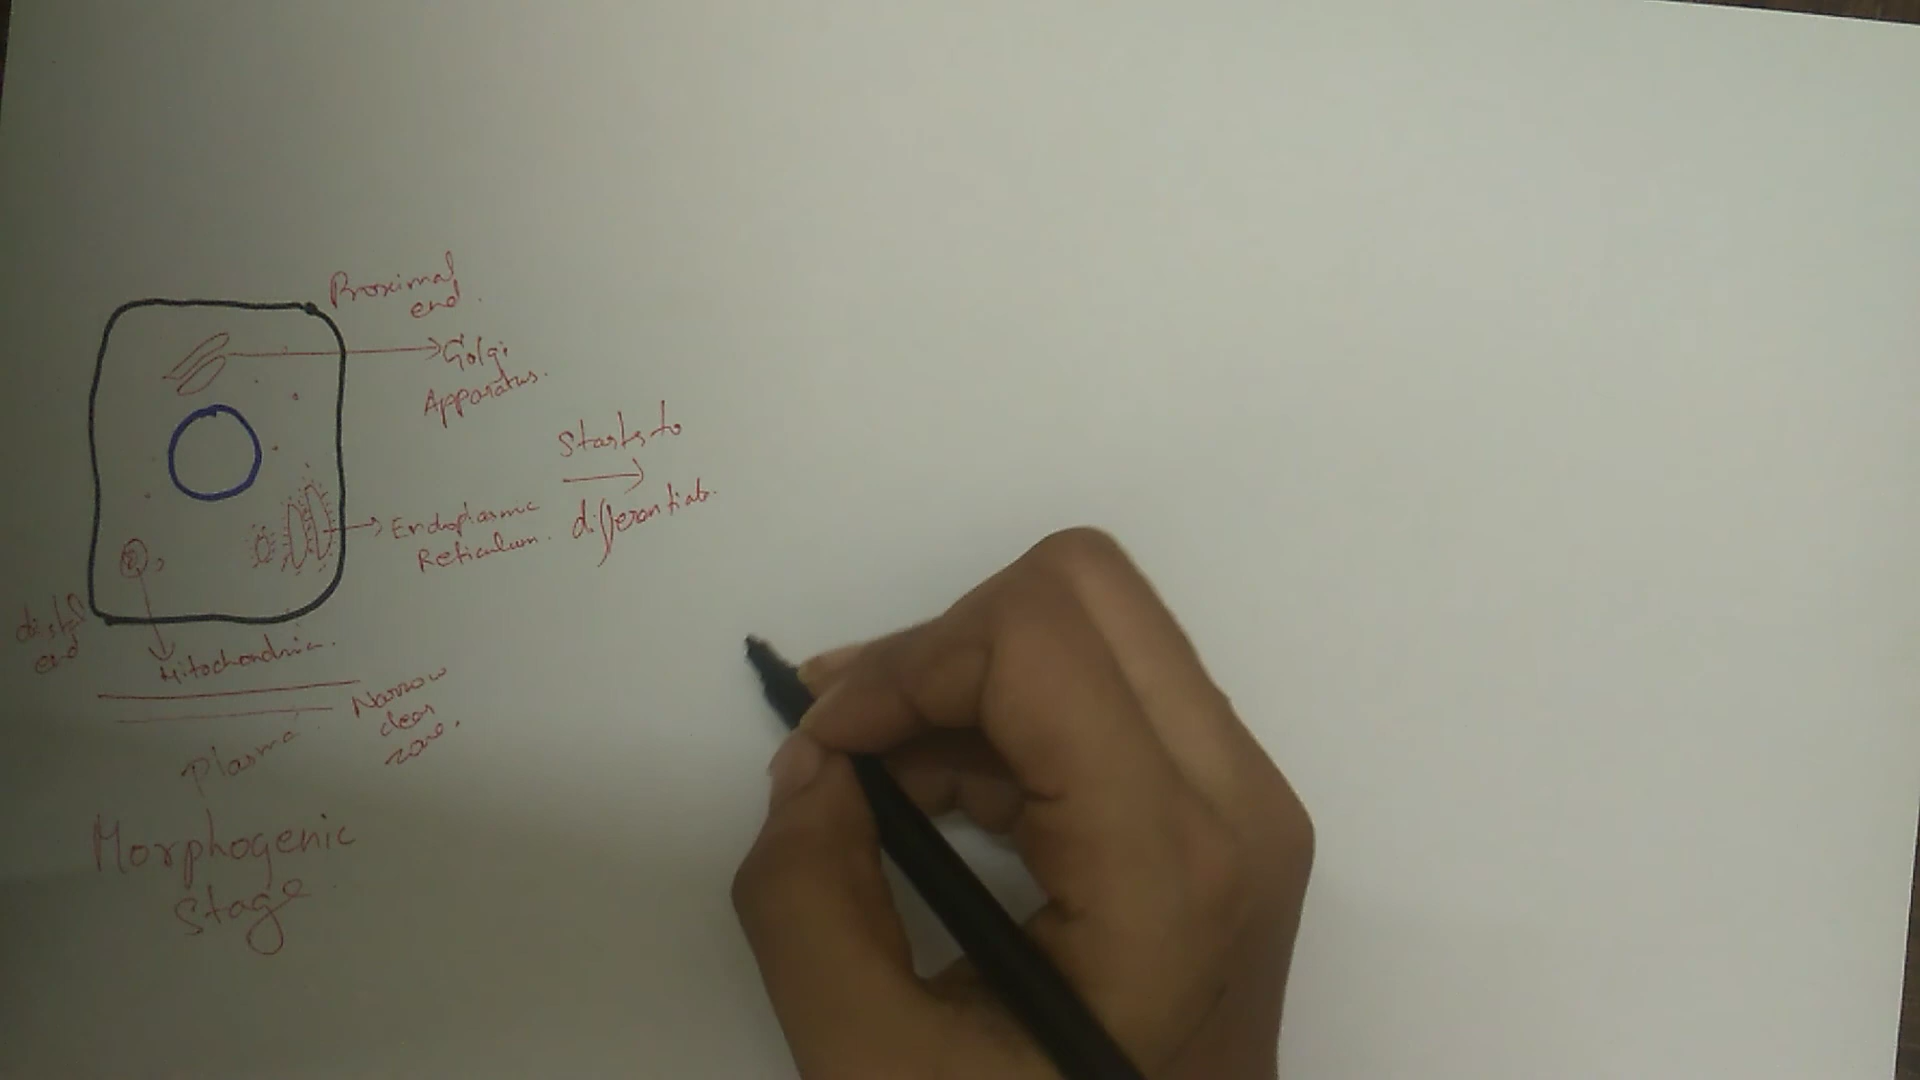 Proximal
end.
Golgi
Apparatus.
Starts to
differentiate.
Endoplasmic
Reticulum.
distal
end
Mitochondria.
Narrow
clear
zone.
Plasma
Morphogenic
Stage